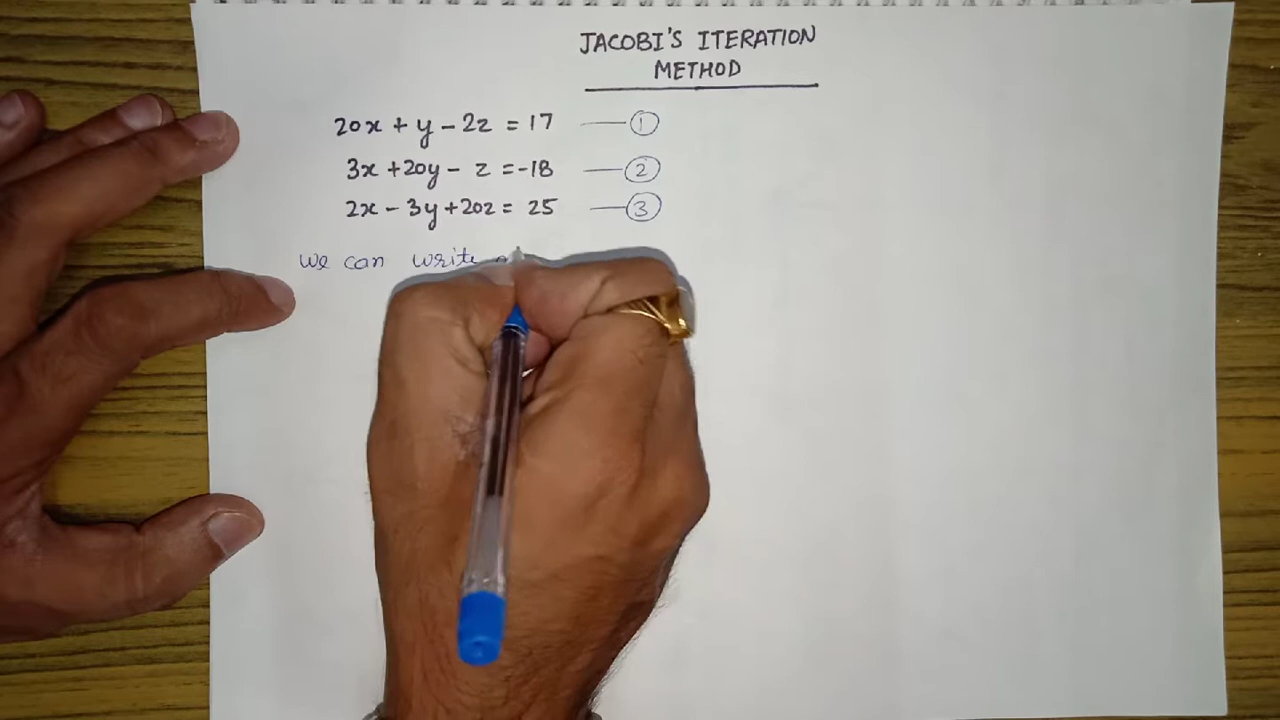 JACOBI'S ITERATION
METHOD
20x + y - 2z = 17 — ①
3x + 20y - z = -18 — ②
2x - 3y + 20z = 25 — ③
We can write